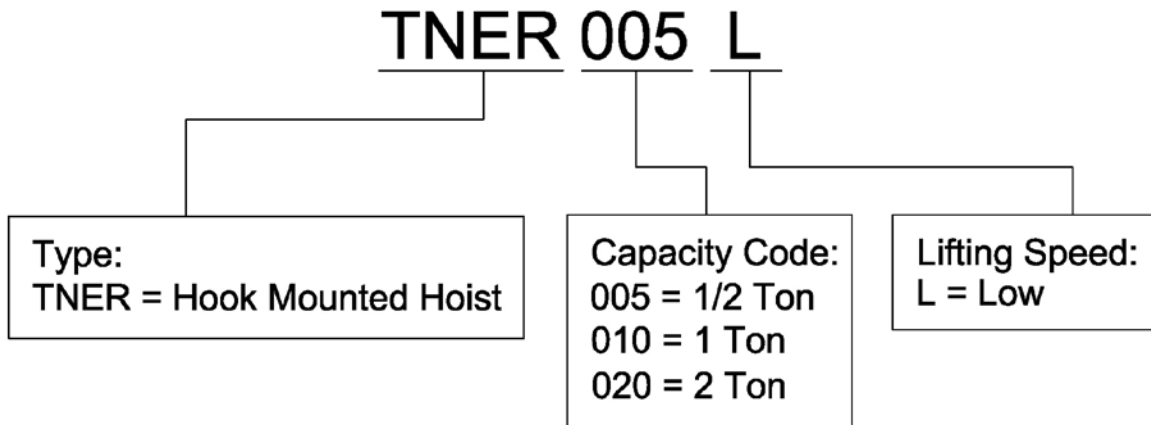 TNER 005 L
Type:
TNER = Hook Mounted Hoist
Capacity Code:
005 = 1/2 Ton
010 = 1 Ton
020 = 2 Ton
Lifting Speed:
L = Low